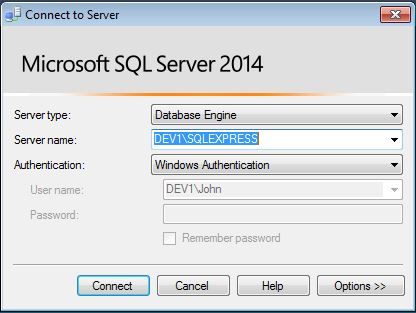 Connect to Server
Microsoft SQL Server 2014
Server type: Database Engine
Server name: DEV1\SQLEXPRESS
Authentication: Windows Authentication
User name: DEV1\John
Password:
Remember password
Connect Cancel Help Options >>